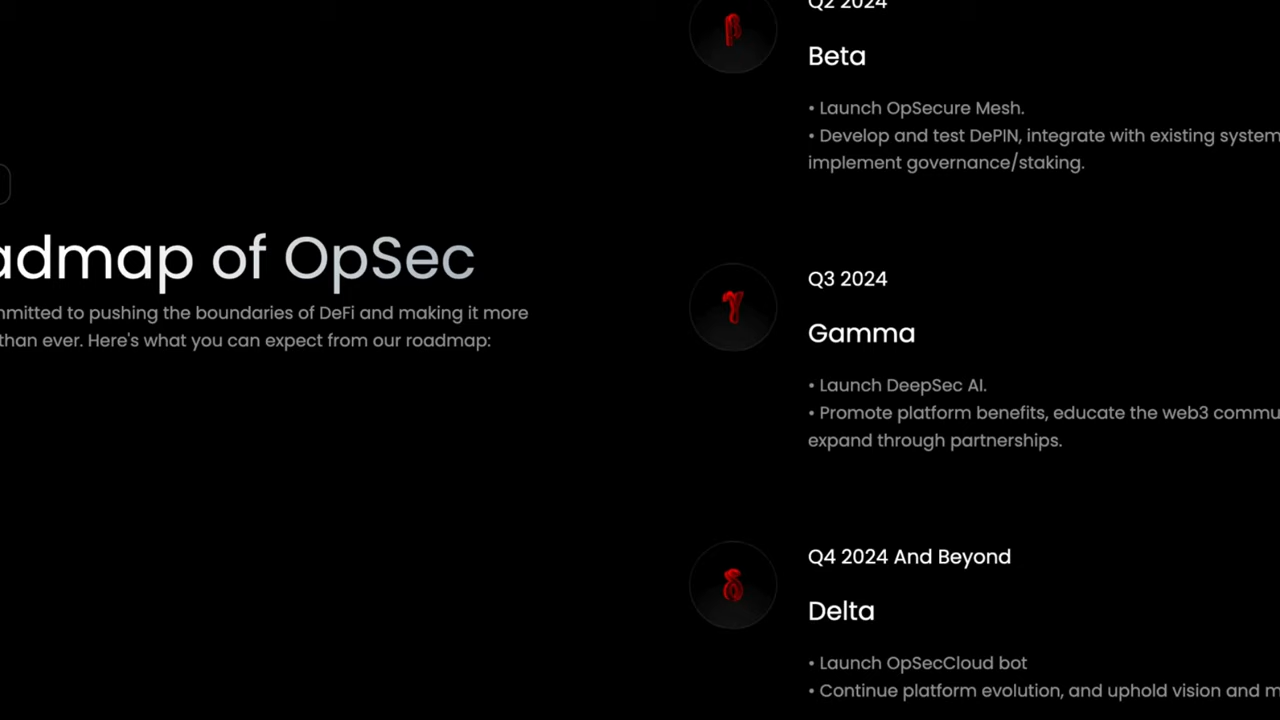 admap of OpSec
mmitted to pushing the boundaries of DeFi and making it more
than ever. Here's what you can expect from our roadmap:
Q2 2024
Beta
• Launch OpSecure Mesh.
• Develop and test DePIN, integrate with existing system
implement governance/staking.
Q3 2024
Gamma
• Launch DeepSec AI.
• Promote platform benefits, educate the web3 commu
expand through partnerships.
Q4 2024 And Beyond
Delta
• Launch OpSecCloud bot
• Continue platform evolution, and uphold vision and m